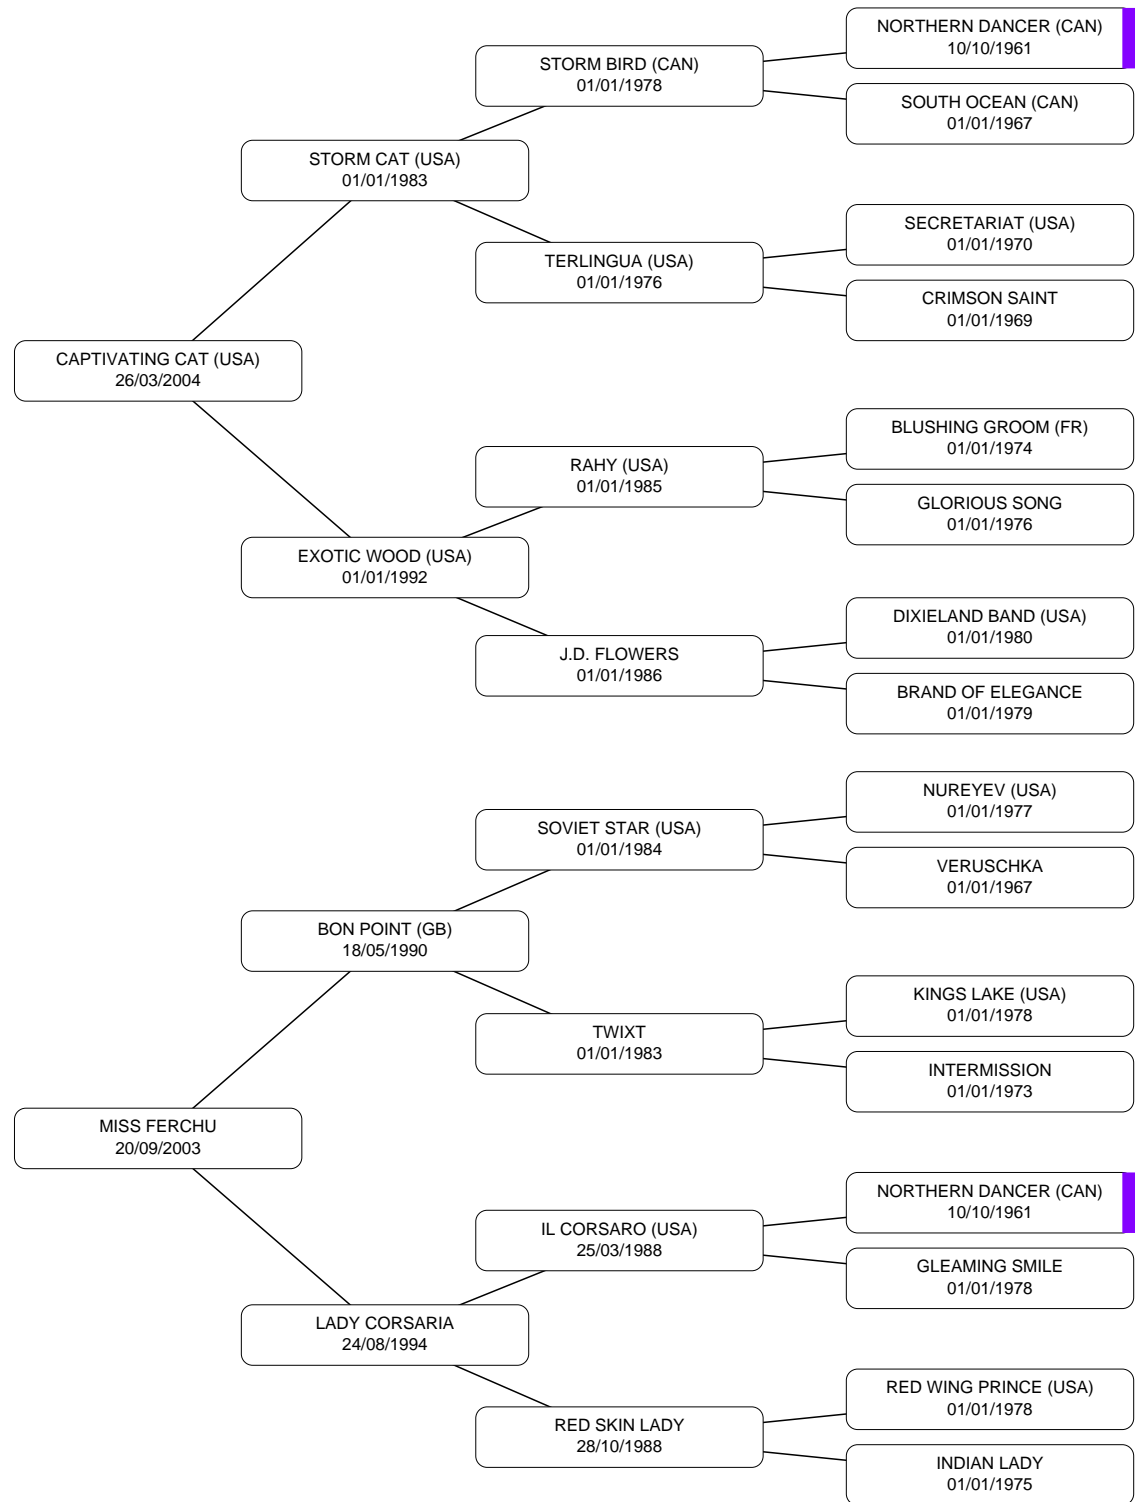 NORTHERN DANCER (CAN)
10/10/1961
STORM BIRD (CAN)
01/01/1978
SOUTH OCEAN (CAN)
01/01/1967
STORM CAT (USA)
01/01/1983
SECRETARIAT (USA)
01/01/1970
TERLINGUA (USA)
01/01/1976
CRIMSON SAINT
01/01/1969
CAPTIVATING CAT (USA)
26/03/2004
BLUSHING GROOM (FR)
01/01/1974
RAHY (USA)
01/01/1985
GLORIOUS SONG
01/01/1976
EXOTIC WOOD (USA)
01/01/1992
DIXIELAND BAND (USA)
01/01/1980
J.D. FLOWERS
01/01/1986
BRAND OF ELEGANCE
01/01/1979
NUREYEV (USA)
01/01/1977
SOVIET STAR (USA)
01/01/1984
VERUSCHKA
01/01/1967
BON POINT (GB)
18/05/1990
KINGS LAKE (USA)
01/01/1978
TWIXT
01/01/1983
INTERMISSION
01/01/1973
MISS FERCHU
20/09/2003
NORTHERN DANCER (CAN)
10/10/1961
IL CORSARO (USA)
25/03/1988
GLEAMING SMILE
01/01/1978
LADY CORSARIA
24/08/1994
RED WING PRINCE (USA)
01/01/1978
RED SKIN LADY
28/10/1988
INDIAN LADY
01/01/1975